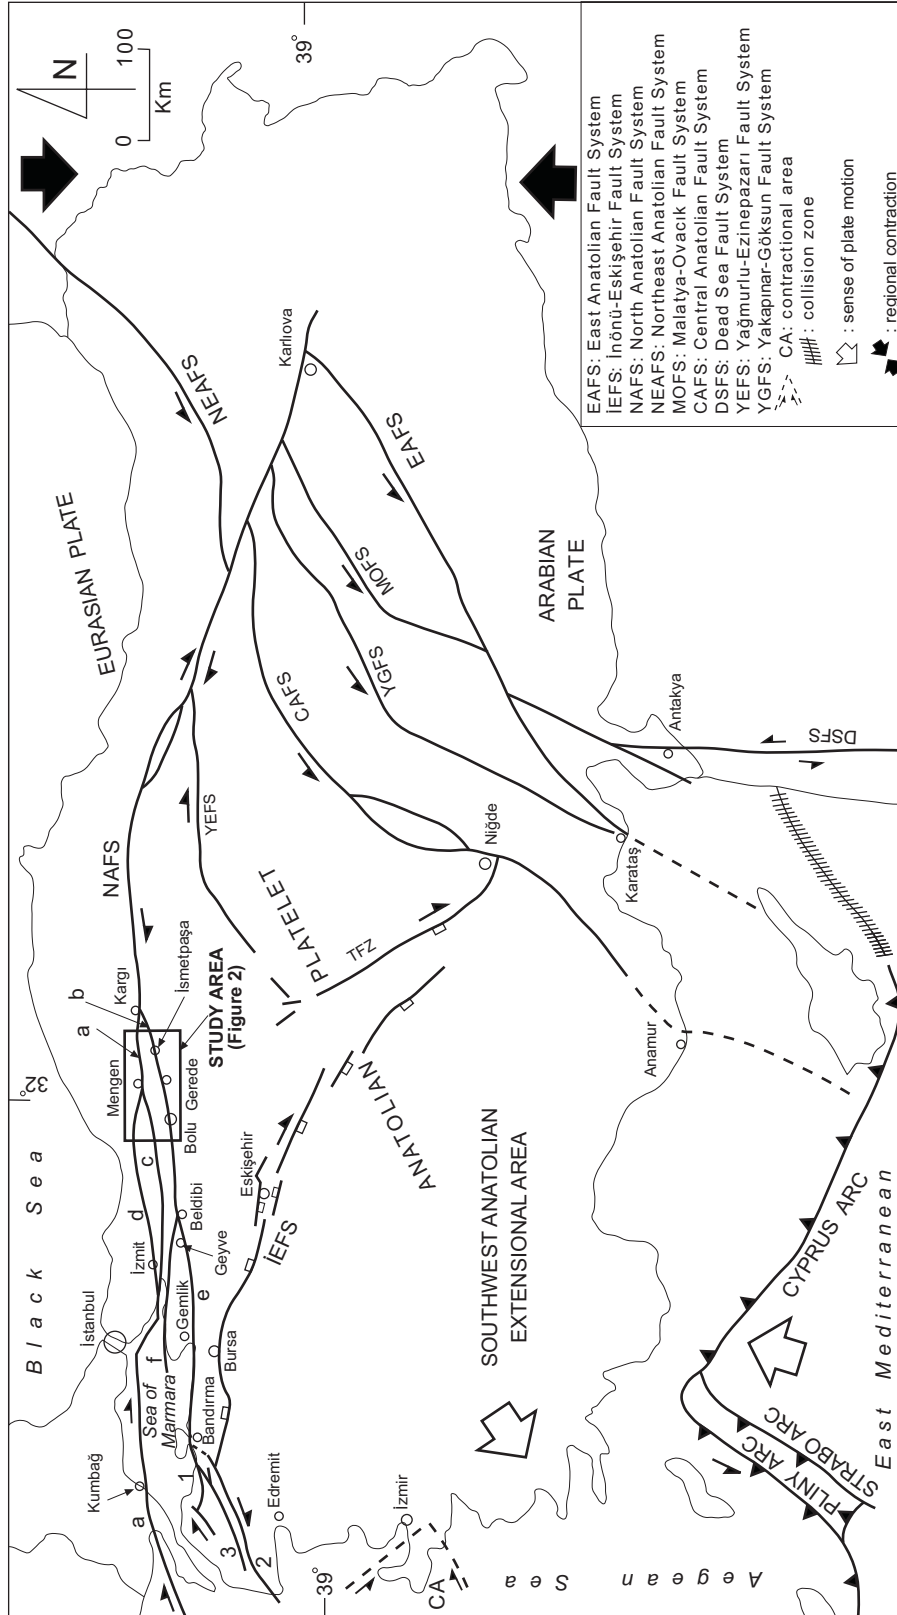 N
0 100
Km
39°
EAFS: East Anatolian Fault System
İEFS: İnönü-Eskişehir Fault System
NAFS: North Anatolian Fault System
NEAFS: Northeast Anatolian Fault System
MOFS: Malatya-Ovacık Fault System
CAFS: Central Anatolian Fault System
DSFS: Dead Sea Fault System
YEFS: Yağmurlu-Ezinepazarı Fault System
YGFS: Yakapınar-Göksun Fault System
CA: contractional area
: collision zone
: sense of plate motion
: regional contraction
Black Sea
EURASIAN PLATE
NEAFS
Karlıova
EAFS
MOFS
YGFS
CAFS
NAFS
YEFS
ARABIAN
PLATE
Antakya
DSFS
Karataş
Niğde
TFZ
ANATOLIAN
PLATELET
Anamur
32°
Kargı
b
a
İsmetpaşa
STUDY AREA
(Figure 2)
Mengen
Gerede
Bolu
c
d
Beldibi
Geyve
İzmit
e
Gemlik
f
İstanbul
Sea of
Marmara
Bursa
Bandırma
Eskişehir
İEFS
Kumbağ
a
1
3
2
Edremit
39°
İzmir
CA
Aegean
Sea
SOUTHWEST ANATOLIAN
EXTENSIONAL AREA
CYPRUS ARC
STRABO ARC
PLINY ARC
East Mediterranean